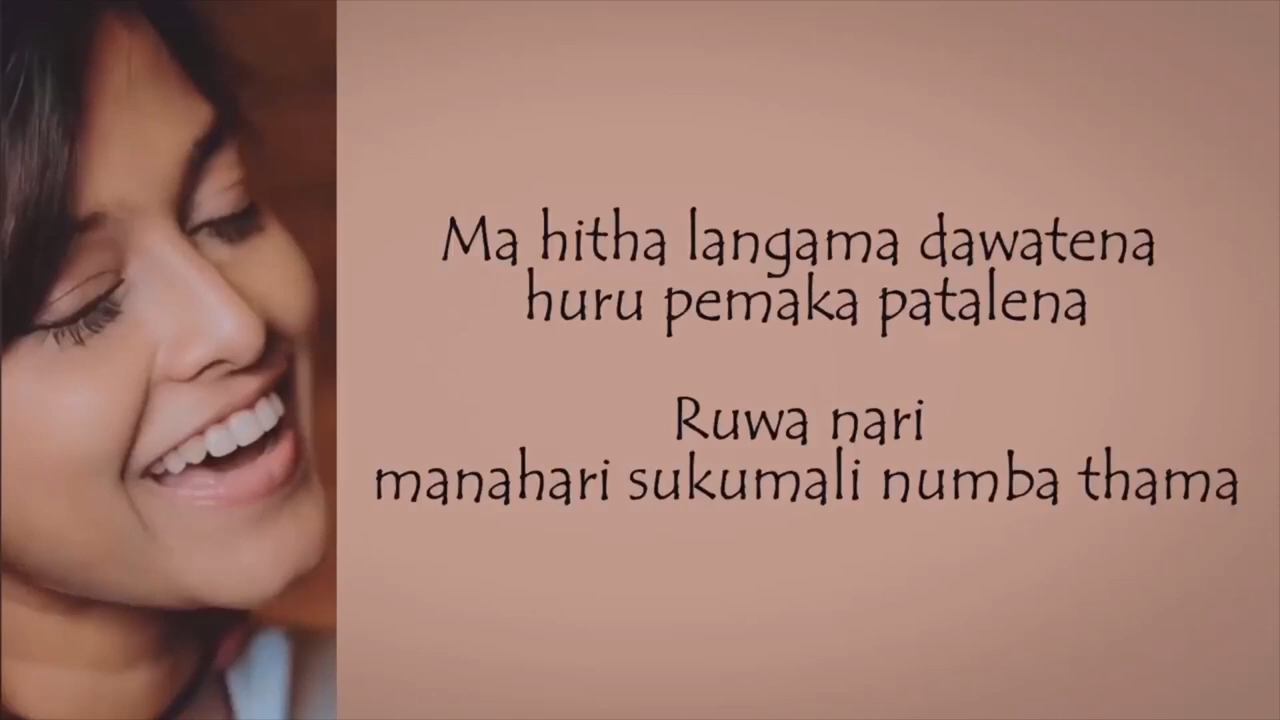 Ma hitha langama dawatena
huru pemaka patalena
Ruwa nari
manahari sukumali numba thama